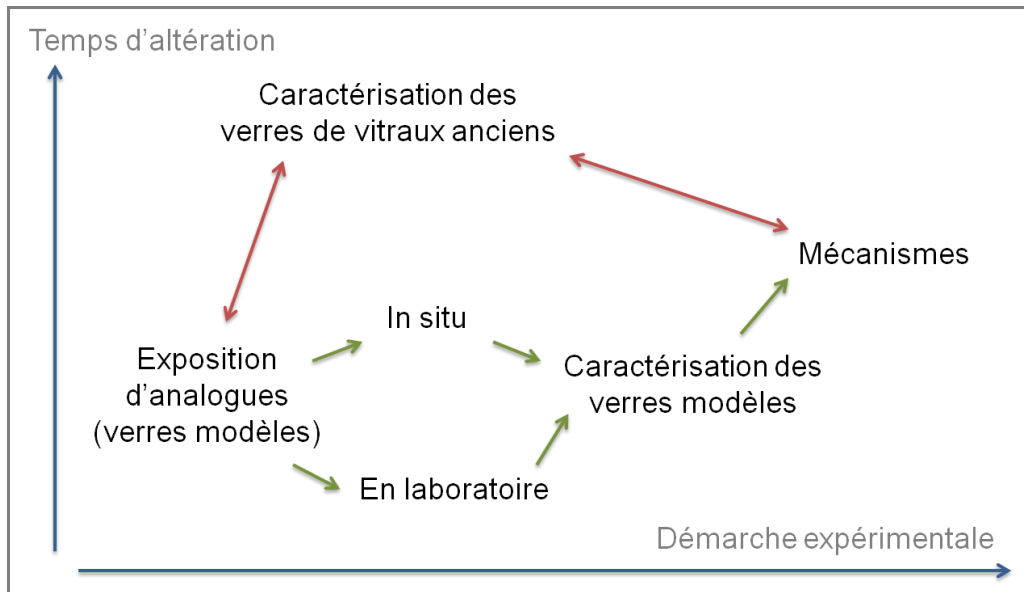 Temps d'altération
Caractérisation des
verres de vitraux anciens
Mécanismes
In situ
Exposition
d'analogues
(verres modèles)
Caractérisation des
verres modèles
En laboratoire
Démarche expérimentale